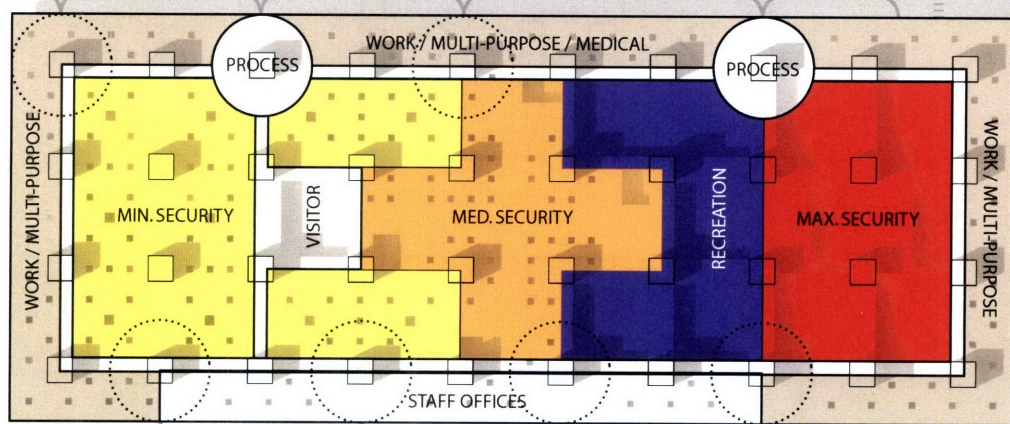 WORK / MULTI-PURPOSE / MEDICAL
PROCESS
PROCESS
WORK / MULTI-PURPOSE
MIN. SECURITY
VISITOR
MED. SECURITY
RECREATION
MAX. SECURITY
WORK / MULTI-PURPOSE
STAFF OFFICES